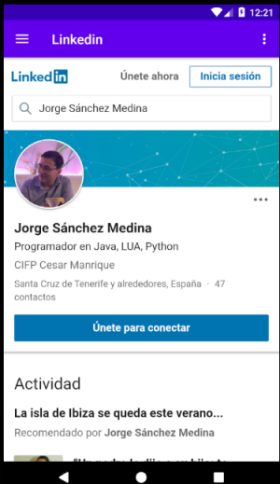 12:21
Linkedin
Linked in
Únete ahora
Inicia sesión
Jorge Sánchez Medina
Jorge Sánchez Medina
Programador en Java, LUA, Python
CIFP Cesar Manrique
Santa Cruz de Tenerife y alrededores, España · 47
contactos
Únete para conectar
Actividad
La isla de Ibiza se queda este verano...
Recomendado por Jorge Sánchez Medina